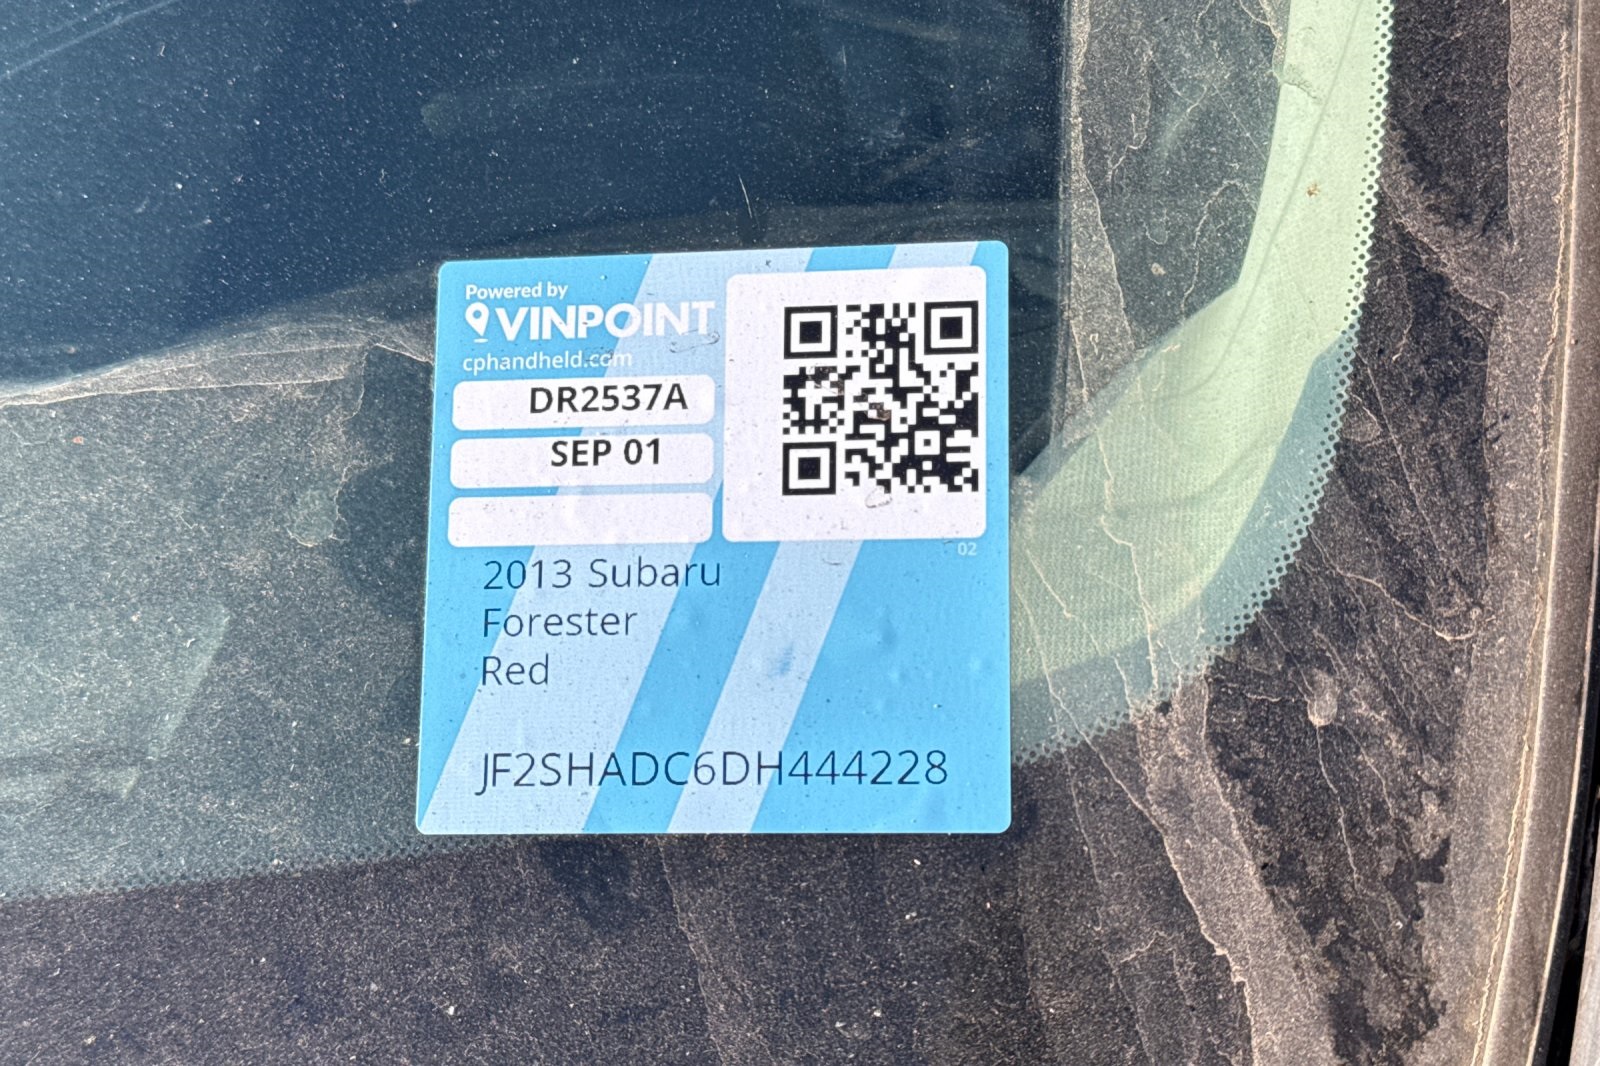 Powered by
VINPOINT
cphandheld.com
DR2537A
SEP 01
02
2013 Subaru
Forester
Red
JF2SHADC6DH444228